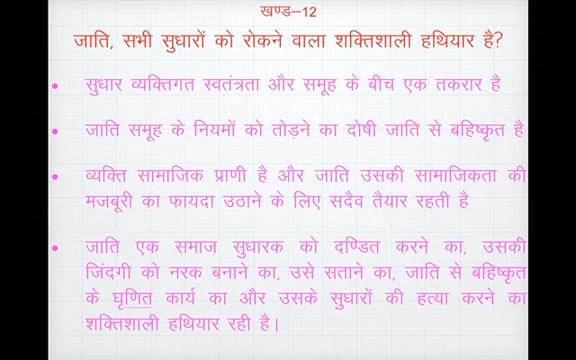 खण्ड–12
जाति, सभी सुधारों को रोकने वाला शक्तिशाली हथियार है?
• सुधार व्यक्तिगत स्वतंत्रता और समूह के बीच एक तकरार है
• जाति समूह के नियमों को तोड़ने का दोषी जाति से बहिष्कृत है
• व्यक्ति सामाजिक प्राणी है और जाति उसकी सामाजिकता की
मजबूरी का फायदा उठाने के लिए सदैव तैयार रहती है
• जाति एक समाज सुधारक को दण्डित करने का, उसकी
जिंदगी को नरक बनाने का, उसे सताने का, जाति से बहिष्कृत
के घृणित कार्य का और उसके सुधारों की हत्या करने का
शक्तिशाली हथियार रही है।